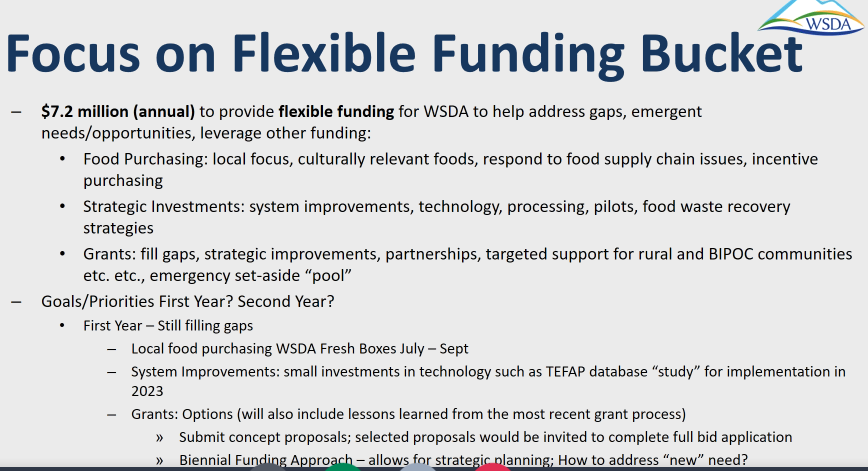 WSDA
Focus on Flexible Funding Bucket
– $7.2 million (annual) to provide flexible funding for WSDA to help address gaps, emergent
needs/opportunities, leverage other funding:
• Food Purchasing: local focus, culturally relevant foods, respond to food supply chain issues, incentive
purchasing
• Strategic Investments: system improvements, technology, processing, pilots, food waste recovery
strategies
• Grants: fill gaps, strategic improvements, partnerships, targeted support for rural and BIPOC communities
etc. etc., emergency set-aside “pool”
– Goals/Priorities First Year? Second Year?
• First Year – Still filling gaps
– Local food purchasing WSDA Fresh Boxes July – Sept
– System Improvements: small investments in technology such as TEFAP database “study” for implementation in
2023
– Grants: Options (will also include lessons learned from the most recent grant process)
» Submit concept proposals; selected proposals would be invited to complete full bid application
» Biennial Funding Approach – allows for strategic planning; How to address “new” need?